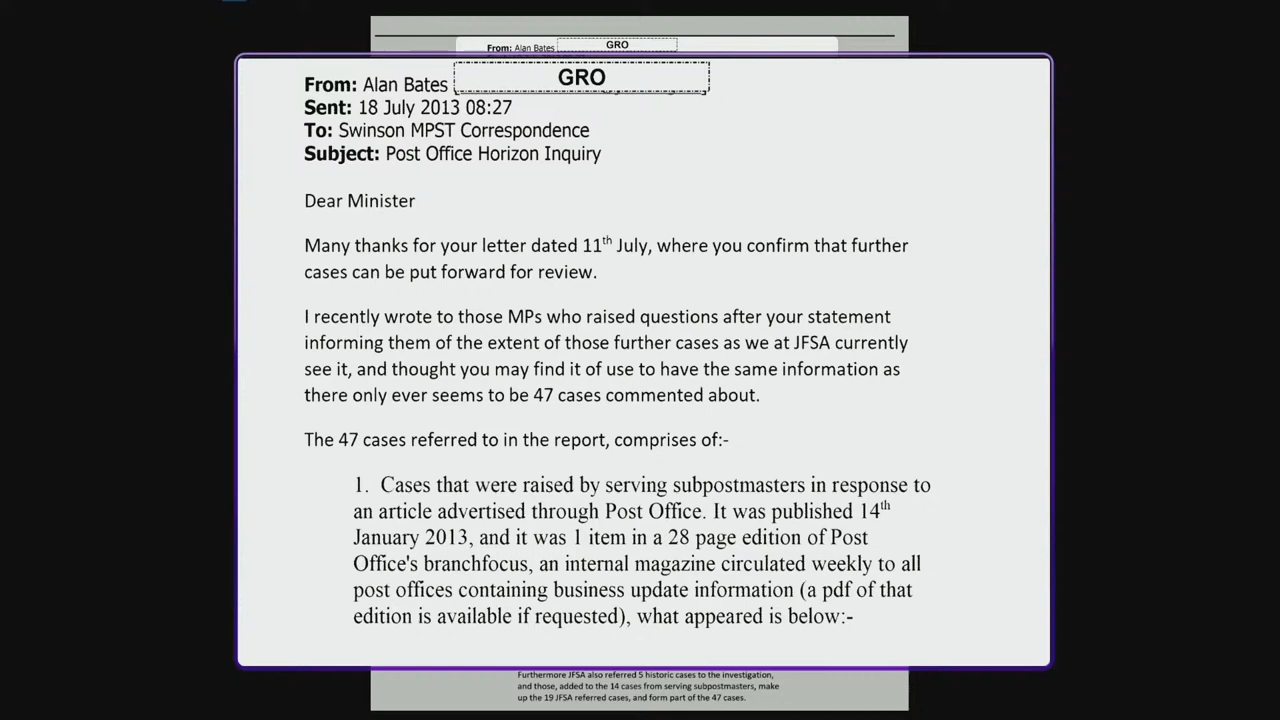 From: Alan Bates GRO
From: Alan Bates GRO
Sent: 18 July 2013 08:27
To: Swinson MPST Correspondence
Subject: Post Office Horizon Inquiry
Dear Minister
Many thanks for your letter dated 11th July, where you confirm that further
cases can be put forward for review.
I recently wrote to those MPs who raised questions after your statement
informing them of the extent of those further cases as we at JFSA currently
see it, and thought you may find it of use to have the same information as
there only ever seems to be 47 cases commented about.
The 47 cases referred to in the report, comprises of:-
1. Cases that were raised by serving subpostmasters in response to
an article advertised through Post Office. It was published 14th
January 2013, and it was 1 item in a 28 page edition of Post
Office's branchfocus, an internal magazine circulated weekly to all
post offices containing business update information (a pdf of that
edition is available if requested), what appeared is below:-
Furthermore JFSA also referred 5 historic cases to the investigation,
and those, added to the 14 cases from serving subpostmasters, make
up the 19 JFSA referred cases, and form part of the 47 cases.